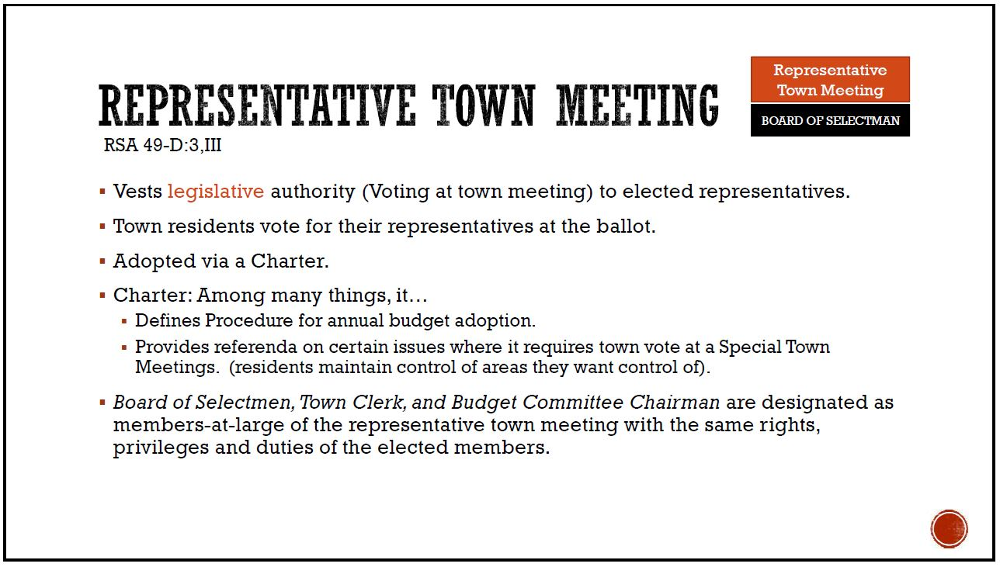 REPRESENTATIVE TOWN MEETING
Representative
Town Meeting
BOARD OF SELECTMAN
RSA 49-D:3,III
▪ Vests legislative authority (Voting at town meeting) to elected representatives.
▪ Town residents vote for their representatives at the ballot.
▪ Adopted via a Charter.
▪ Charter: Among many things, it…
▪ Defines Procedure for annual budget adoption.
▪ Provides referenda on certain issues where it requires town vote at a Special Town
Meetings.  (residents maintain control of areas they want control of).
▪ Board of Selectmen, Town Clerk, and Budget Committee Chairman are designated as
members-at-large of the representative town meeting with the same rights,
privileges and duties of the elected members.